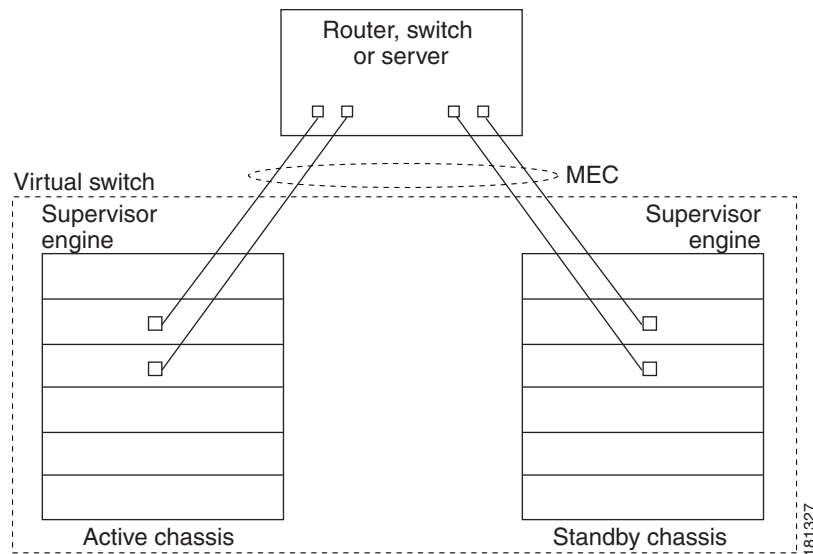 Router, switch
or server
MEC
Virtual switch
Supervisor
engine
Supervisor
engine
Active chassis
Standby chassis
181327